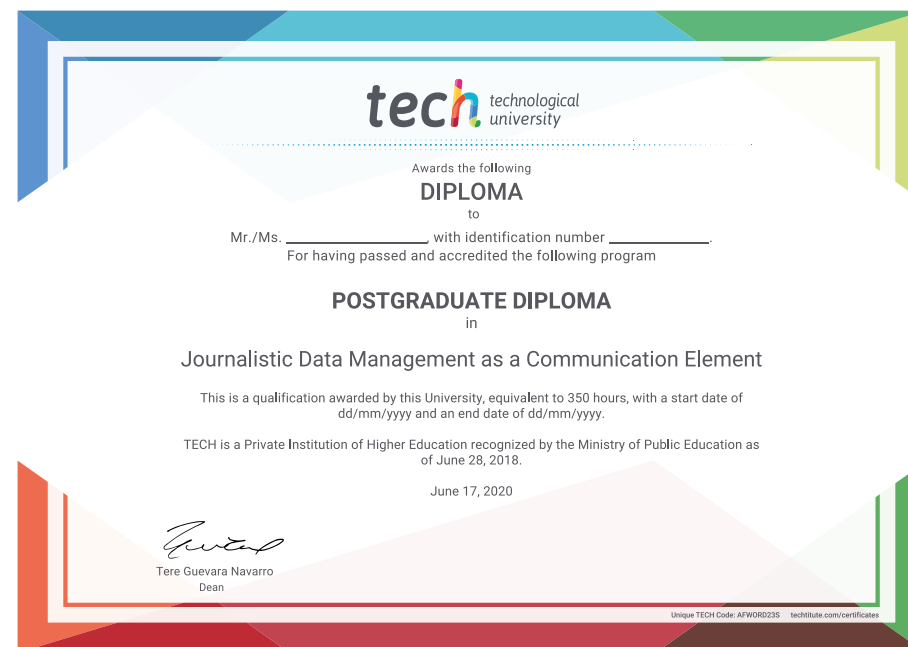 tech technological
university
Awards the following
DIPLOMA
to
Mr./Ms. ____________, with identification number ____________.
For having passed and accredited the following program
POSTGRADUATE DIPLOMA
in
Journalistic Data Management as a Communication Element
This is a qualification awarded by this University, equivalent to 350 hours, with a start date of
dd/mm/yyyy and an end date of dd/mm/yyyy.
TECH is a Private Institution of Higher Education recognized by the Ministry of Public Education as
of June 28, 2018.
June 17, 2020
Tere Guevara Navarro
Dean
Unique TECH Code: AFWORD23S techtitute.com/certificates